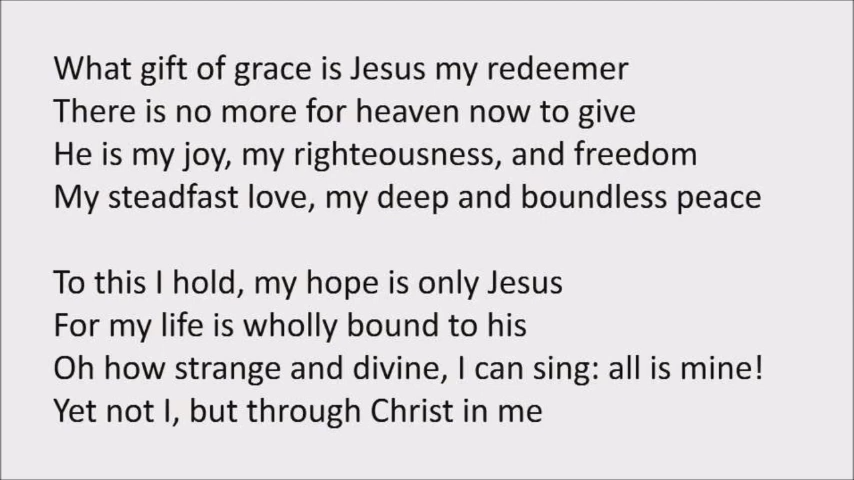 What gift of grace is Jesus my redeemer
There is no more for heaven now to give
He is my joy, my righteousness, and freedom
My steadfast love, my deep and boundless peace
To this I hold, my hope is only Jesus
For my life is wholly bound to his
Oh how strange and divine, I can sing: all is mine!
Yet not I, but through Christ in me